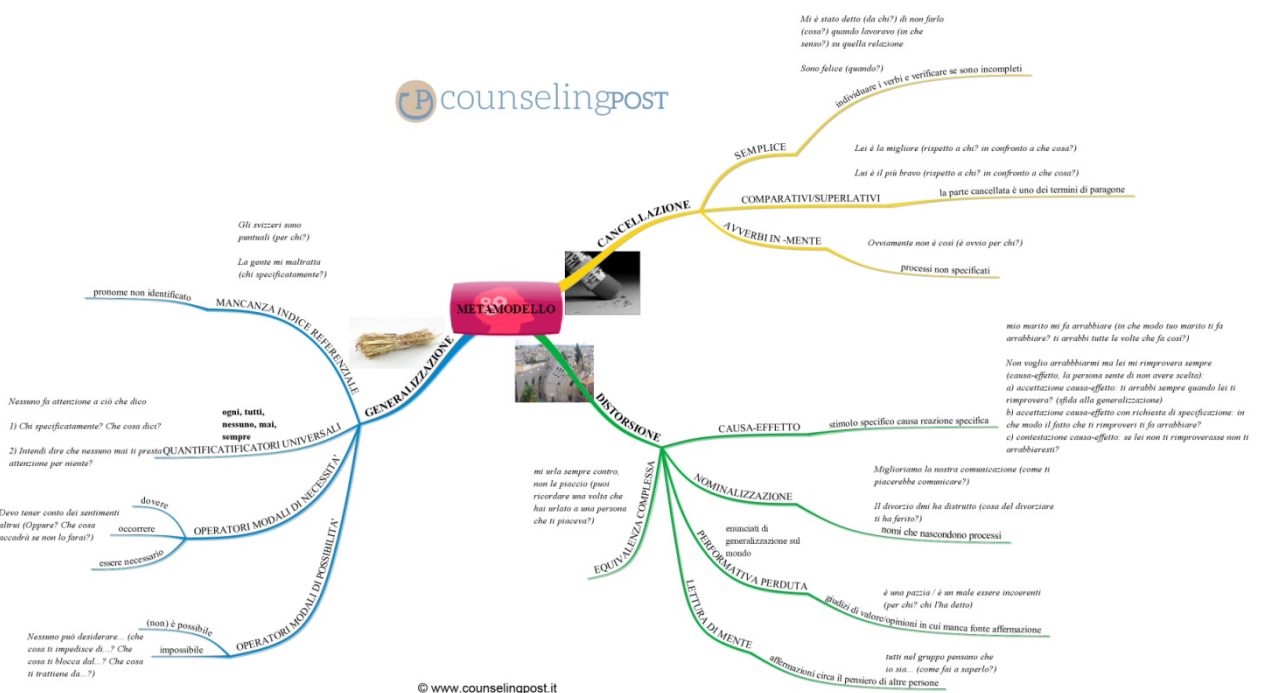 counselingPOST
METAMODELLO
CANCELLAZIONE
SEMPLICE
Mi è stato detto (da chi?) di non farlo
(cosa?) quando lavoravo (in che
senso?) su quella relazione
Sono felice (quando?)
individuare i verbi e verificare se sono incompleti
COMPARATIVI/SUPERLATIVI
Lei è la migliore (rispetto a chi? in confronto a che cosa?)
Lui è il più bravo (rispetto a chi? in confronto a che cosa?)
la parte cancellata è uno dei termini di paragone
AVVERBI IN -MENTE
Ovviamente non è così (è ovvio per chi?)
processi non specificati
DISTORSIONE
CAUSA-EFFETTO
stimolo specifico causa reazione specifica
mio marito mi fa arrabbiare (in che modo tuo marito ti fa
arrabbiare? ti arrabbi tutte le volte che fa così?)
Non voglio arrabbiarmi ma lei mi rimprovera sempre
(causa-effetto, la persona sente di non avere scelta):
a) accettazione causa-effetto: ti arrabbi sempre quando lei ti
rimprovera? (sfida alla generalizzazione)
b) accettazione causa-effetto con richiesta di specificazione: in
che modo il fatto che ti rimproveri ti fa arrabbiare?
c) contestazione causa-effetto: se lei non ti rimproverasse non ti
arrabbieresti?
NOMINALIZZAZIONE
Miglioriamo la nostra comunicazione (come ti
piacerebbe comunicare?)
Il divorzio dmi ha distrutto (cosa del divorziare
ti ha ferito?)
nomi che nascondono processi
PERFORMATIVA PERDUTA
enunciati di
generalizzazione sul
mondo
è una pazzia / è un male essere incoerenti
(per chi? chi l'ha detto)
giudizi di valore/opinioni in cui manca fonte affermazione
LETTURA DI MENTE
tutti nel gruppo pensano che
io sia... (come fai a saperlo?)
affermazioni circa il pensiero di altre persone
EQUIVALENZA COMPLESSA
mi urla sempre contro,
non le piaccio (puoi
ricordare una volta che
hai urlato a una persona
che ti piaceva?)
GENERALIZZAZIONE
MANCANZA INDICE REFERENZIALE
Gli svizzeri sono
puntuali (per chi?)
La gente mi maltratta
(chi specificatamente?)
pronome non identificato
QUANTIFICATIFICATORI UNIVERSALI
ogni, tutti,
nessuno, mai,
sempre
Nessuno fa attenzione a ciò che dico
1) Chi specificatamente? Che cosa dici?
2) Intendi dire che nessuno mai ti presta
attenzione per niente?
OPERATORI MODALI DI NECESSITA'
dovere
occorrere
essere necessario
Devo tener conto dei sentimenti
altrui (Oppure? Che cosa
accadrà se non lo farai?)
OPERATORI MODALI DI POSSIBILITA'
(non) è possibile
impossibile
Nessuno può desiderare... (che
cosa ti impedisce di...? Che
cosa ti blocca dal...? Che cosa
ti trattiene da...?)
© www.counselingpost.it